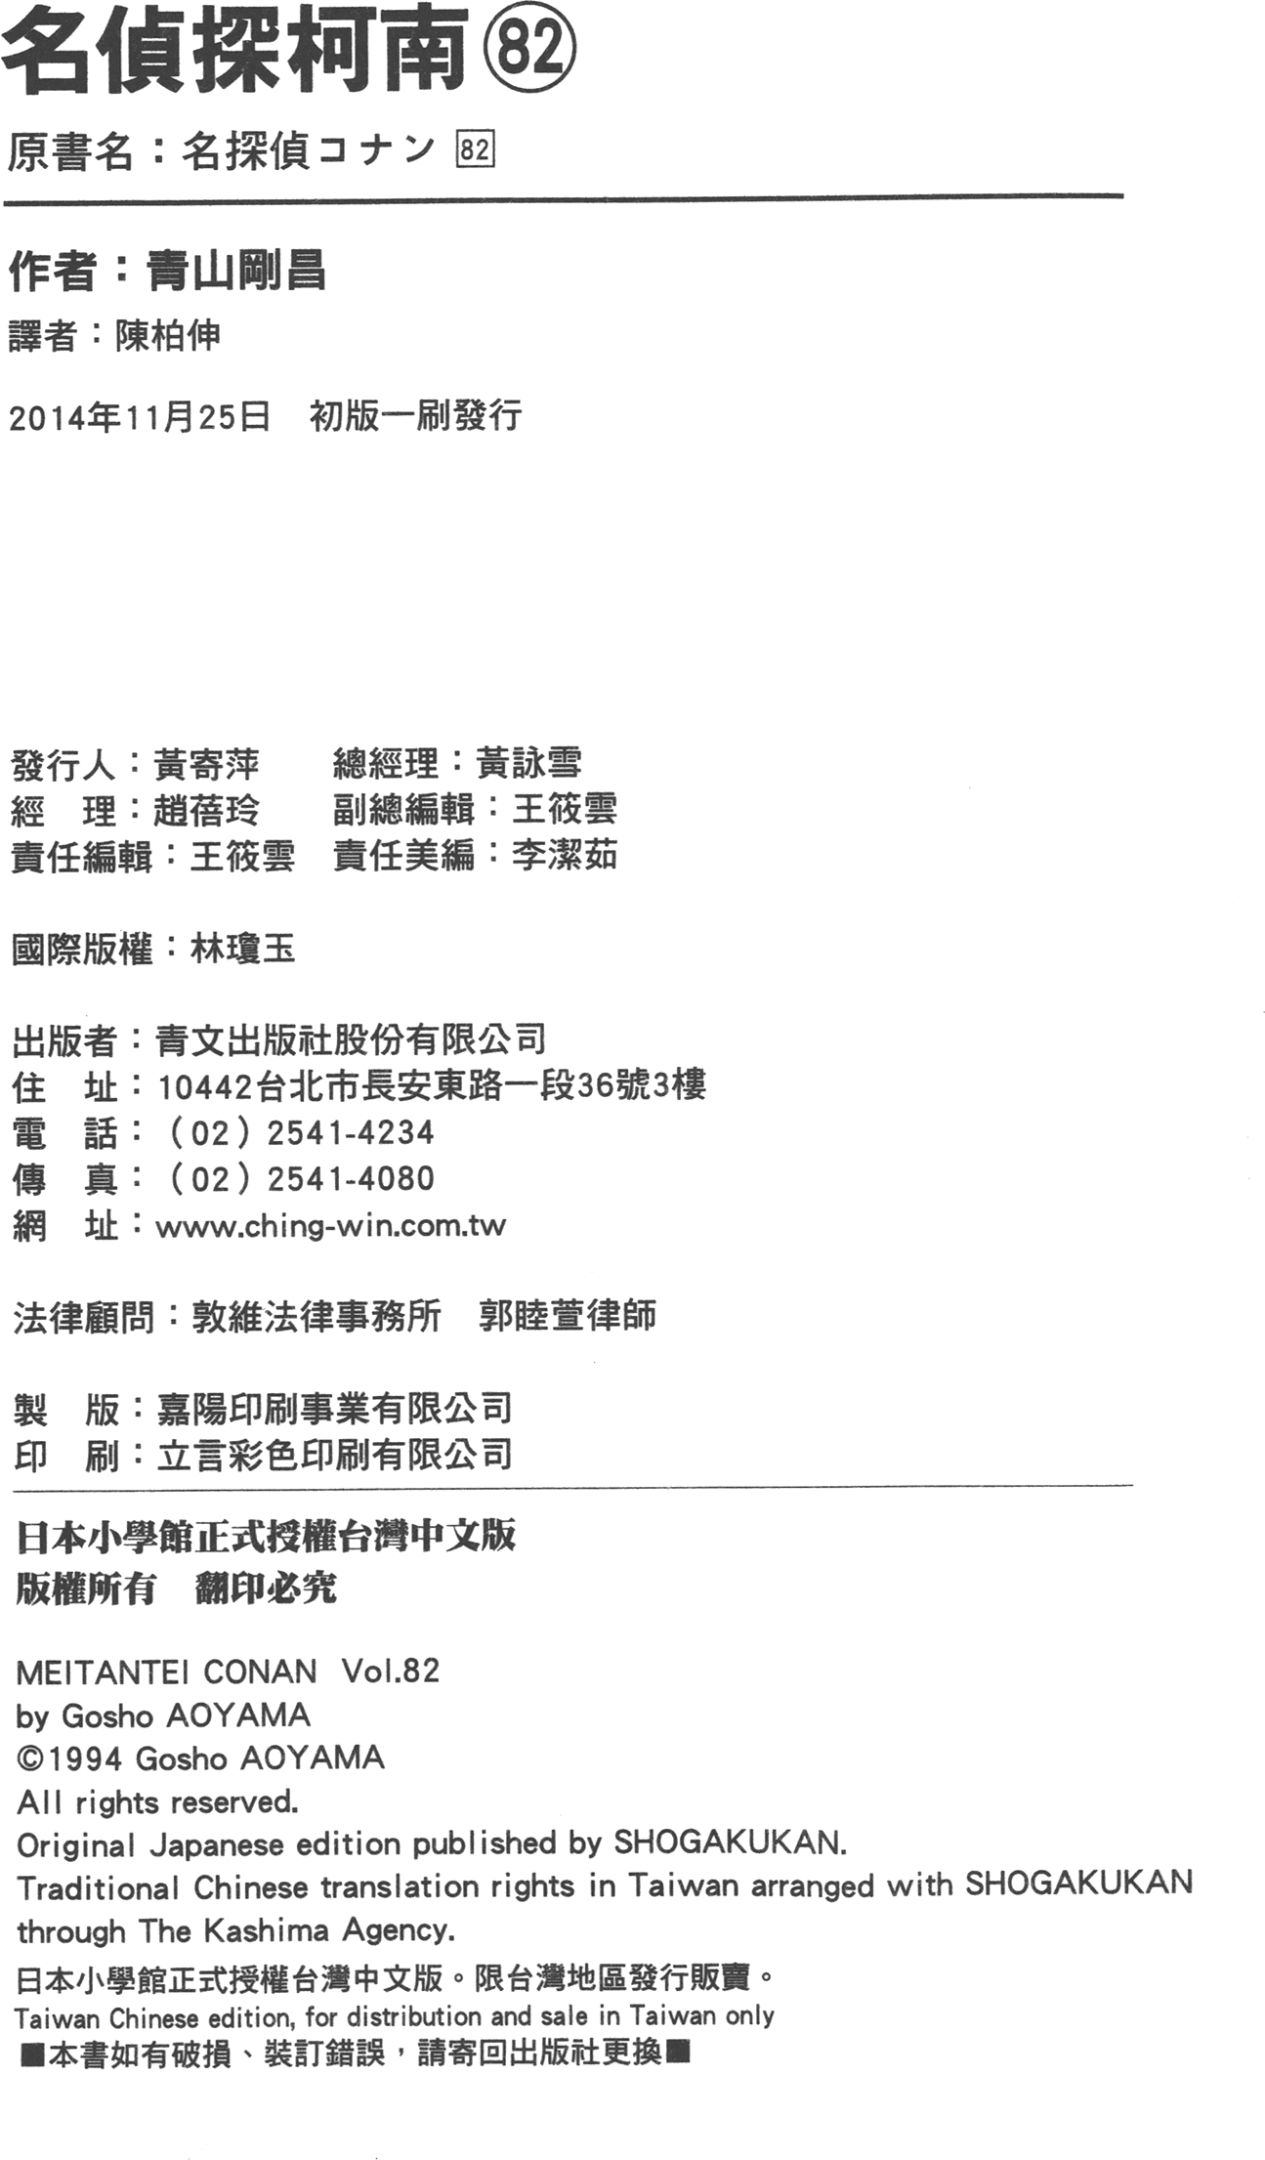 名偵探柯南82
原書名：名探偵コナン 82
作者：青山剛昌
譯者：陳柏伸
2014年11月25日　初版一刷發行
發行人：黃寄萍　　總經理：黃詠雪
經　理：趙蓓玲　　副總編輯：王筱雲
責任編輯：王筱雲　責任美編：李潔茹
國際版權：林瓊玉
出版者：青文出版社股份有限公司
住　址：10442台北市長安東路一段36號3樓
電　話：（02）2541-4234
傳　真：（02）2541-4080
網　址：www.ching-win.com.tw
法律顧問：敦維法律事務所　郭睦萱律師
製　版：嘉陽印刷事業有限公司
印　刷：立言彩色印刷有限公司
日本小學館正式授權台灣中文版
版權所有　翻印必究
MEITANTEI CONAN Vol.82
by Gosho AOYAMA
©1994 Gosho AOYAMA
All rights reserved.
Original Japanese edition published by SHOGAKUKAN.
Traditional Chinese translation rights in Taiwan arranged with SHOGAKUKAN
through The Kashima Agency.
日本小學館正式授權台灣中文版。限台灣地區發行販賣。
Taiwan Chinese edition, for distribution and sale in Taiwan only
■本書如有破損、裝訂錯誤，請寄回出版社更換■